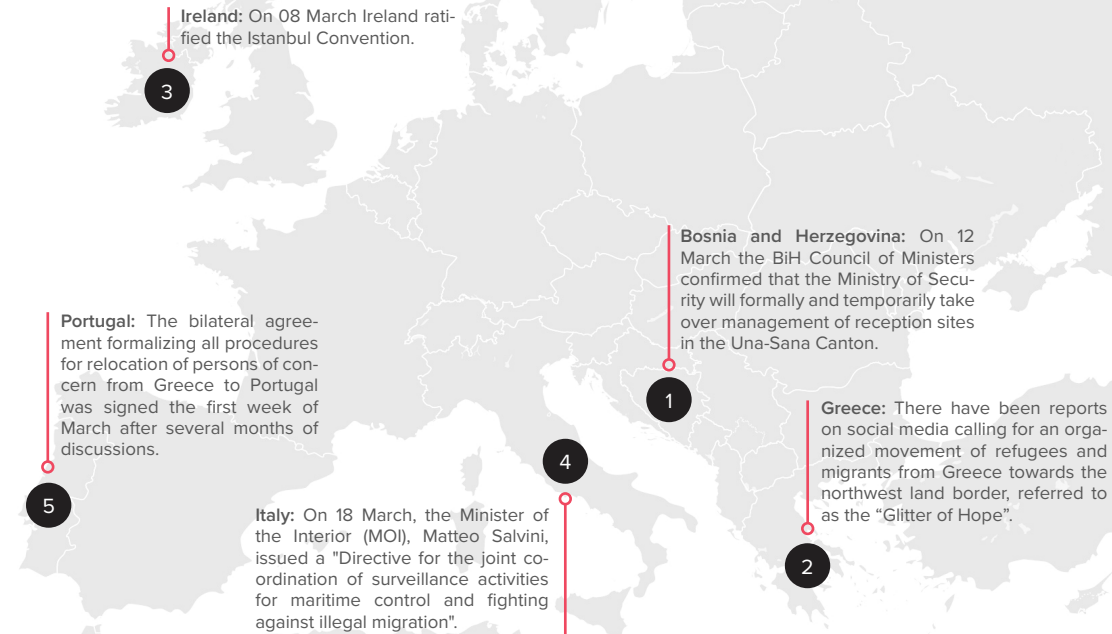 Ireland: On 08 March Ireland rati-
fied the Istanbul Convention.
3
Bosnia and Herzegovina: On 12
March the BiH Council of Ministers
confirmed that the Ministry of Secu-
rity will formally and temporarily take
over management of reception sites
in the Una-Sana Canton.
1
Portugal: The bilateral agree-
ment formalizing all procedures
for relocation of persons of con-
cern from Greece to Portugal
was signed the first week of
March after several months of
discussions.
5
Greece: There have been reports
on social media calling for an orga-
nized movement of refugees and
migrants from Greece towards the
northwest land border, referred to
as the “Glitter of Hope”.
2
4
Italy: On 18 March, the Minister of
the Interior (MOI), Matteo Salvini,
issued a "Directive for the joint co-
ordination of surveillance activities
for maritime control and fighting
against illegal migration".